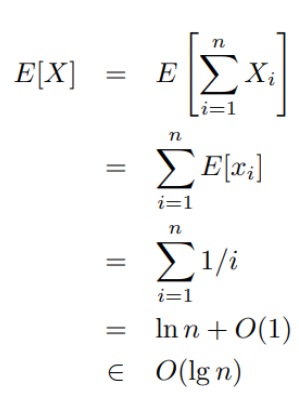 E[X] = E[∑_{i=1}^{n} X_i]
= ∑_{i=1}^{n} E[x_i]
= ∑_{i=1}^{n} 1/i
= ln n + O(1)
∈ O(lg n)